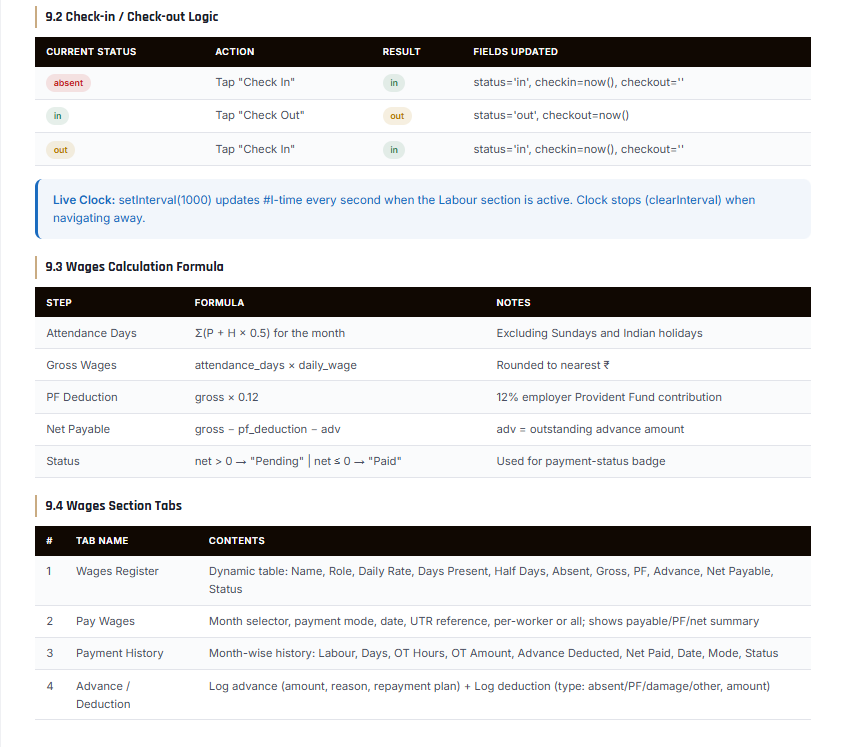 9.2 Check-in / Check-out Logic
CURRENT STATUS ACTION RESULT FIELDS UPDATED
absent Tap "Check In" in status='in', checkin=now(), checkout=''
in Tap "Check Out" out status='out', checkout=now()
out Tap "Check In" in status='in', checkin=now(), checkout=''
Live Clock: setInterval(1000) updates #l-time every second when the Labour section is active. Clock stops (clearInterval) when
navigating away.
9.3 Wages Calculation Formula
STEP FORMULA NOTES
Attendance Days Σ(P + H × 0.5) for the month Excluding Sundays and Indian holidays
Gross Wages attendance_days × daily_wage Rounded to nearest ₹
PF Deduction gross × 0.12 12% employer Provident Fund contribution
Net Payable gross − pf_deduction − adv adv = outstanding advance amount
Status net > 0 → "Pending" | net ≤ 0 → "Paid" Used for payment-status badge
9.4 Wages Section Tabs
# TAB NAME CONTENTS
1 Wages Register Dynamic table: Name, Role, Daily Rate, Days Present, Half Days, Absent, Gross, PF, Advance, Net Payable,
Status
2 Pay Wages Month selector, payment mode, date, UTR reference, per-worker or all; shows payable/PF/net summary
3 Payment History Month-wise history: Labour, Days, OT Hours, OT Amount, Advance Deducted, Net Paid, Date, Mode, Status
4 Advance / Log advance (amount, reason, repayment plan) + Log deduction (type: absent/PF/damage/other, amount)
Deduction